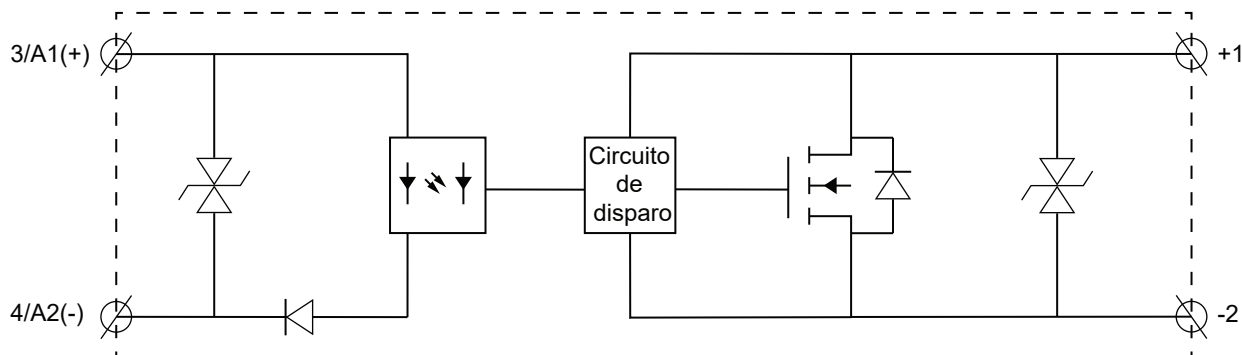 3/A1(+)
+1
Circuito
de
disparo
4/A2(-)
-2